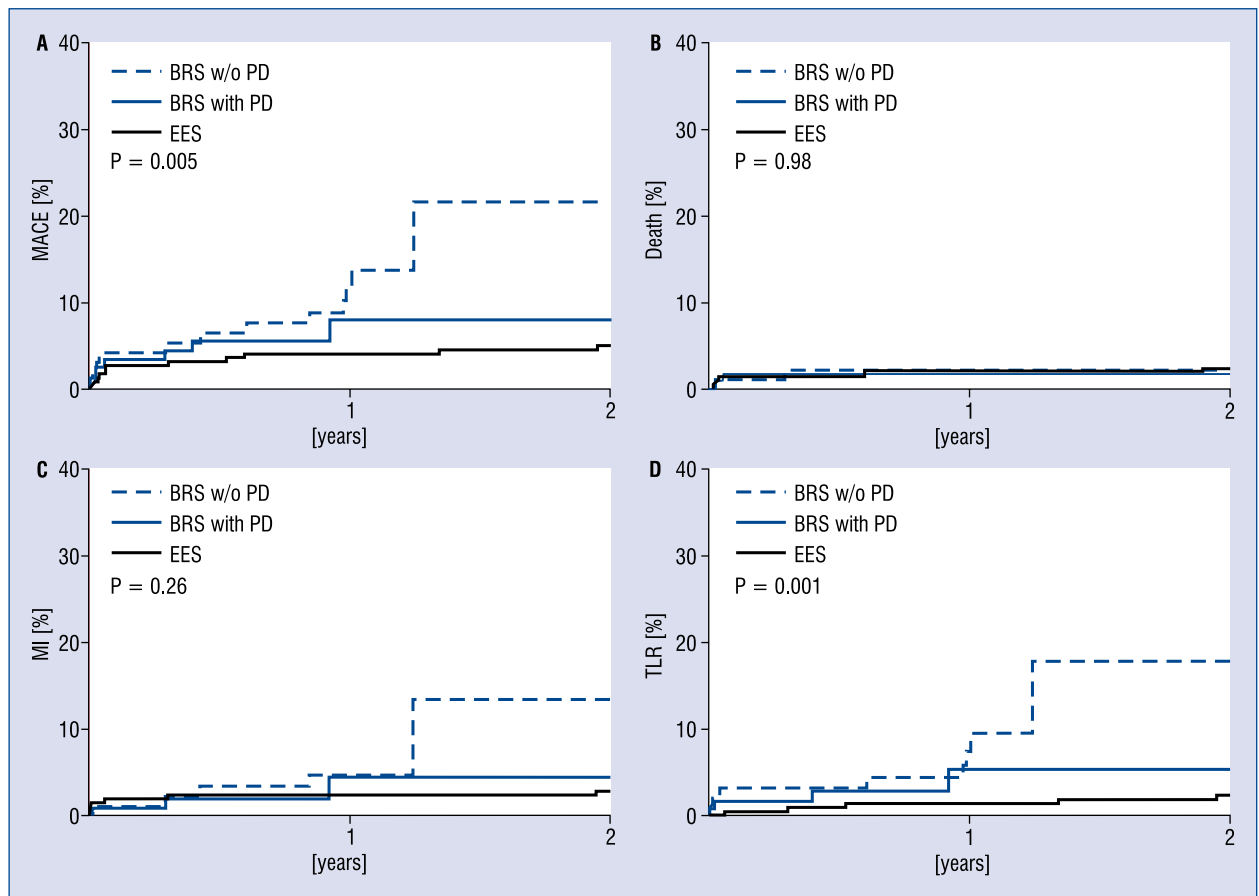 A
40
30
20
10
0
MACE [%]
BRS w/o PD
BRS with PD
EES
P = 0.005
1
2
[years]
B
40
30
20
10
0
Death [%]
BRS w/o PD
BRS with PD
EES
P = 0.98
1
2
[years]
C
40
30
20
10
0
MI [%]
BRS w/o PD
BRS with PD
EES
P = 0.26
1
2
[years]
D
40
30
20
10
0
TLR [%]
BRS w/o PD
BRS with PD
EES
P = 0.001
1
2
[years]